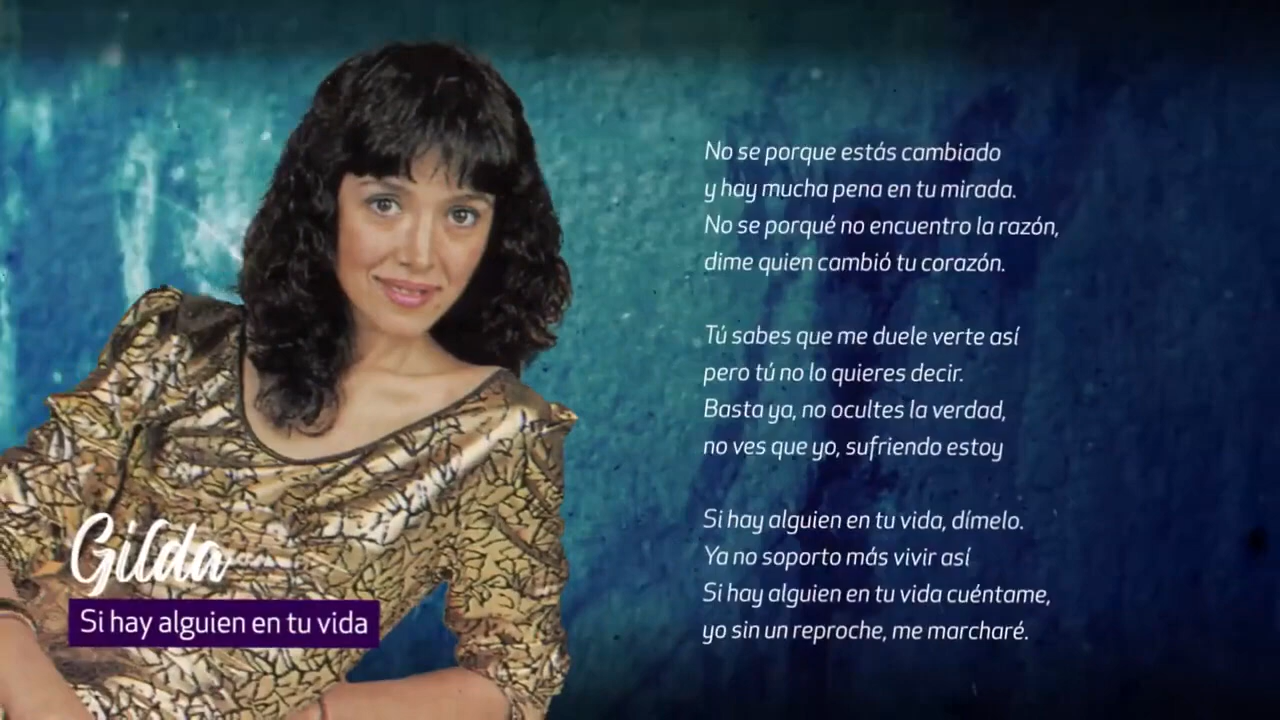 No se porque estás cambiado
y hay mucha pena en tu mirada.
No se porqué no encuentro la razón,
dime quien cambió tu corazón.
Tú sabes que me duele verte así
pero tú no lo quieres decir.
Basta ya, no ocultes la verdad,
no ves que yo, sufriendo estoy
Si hay alguien en tu vida, dímelo.
Ya no soporto más vivir así
Si hay alguien en tu vida cuéntame,
yo sin un reproche, me marcharé.
Gilda
Si hay alguien en tu vida